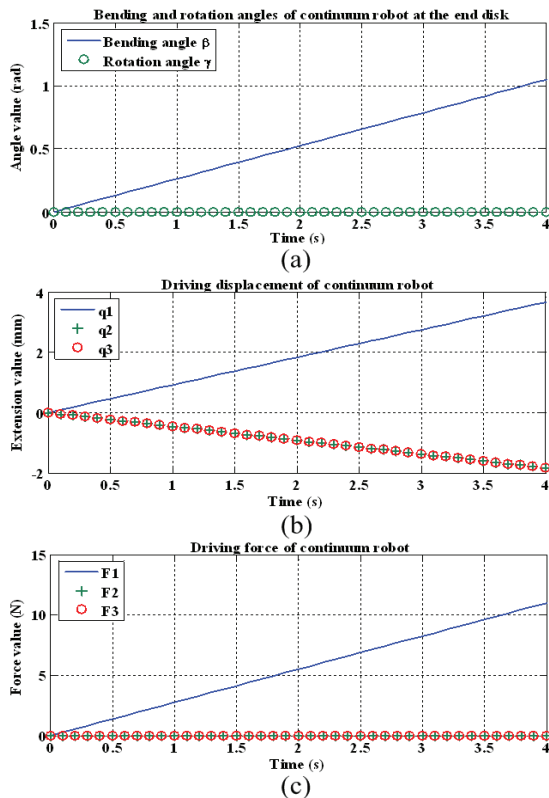 Bending and rotation angles of continuum robot at the end disk
1.5
1
0.5
0
Angle value (rad)
Bending angle β
Rotation angle γ
0 0.5 1 1.5 2 2.5 3 3.5 4
Time (s)
(a)
Driving displacement of continuum robot
4
2
0
-2
Extension value (mm)
q1
q2
q3
0 0.5 1 1.5 2 2.5 3 3.5 4
Time (s)
(b)
Driving force of continuum robot
15
10
5
0
Force value (N)
F1
F2
F3
0 0.5 1 1.5 2 2.5 3 3.5 4
Time (s)
(c)